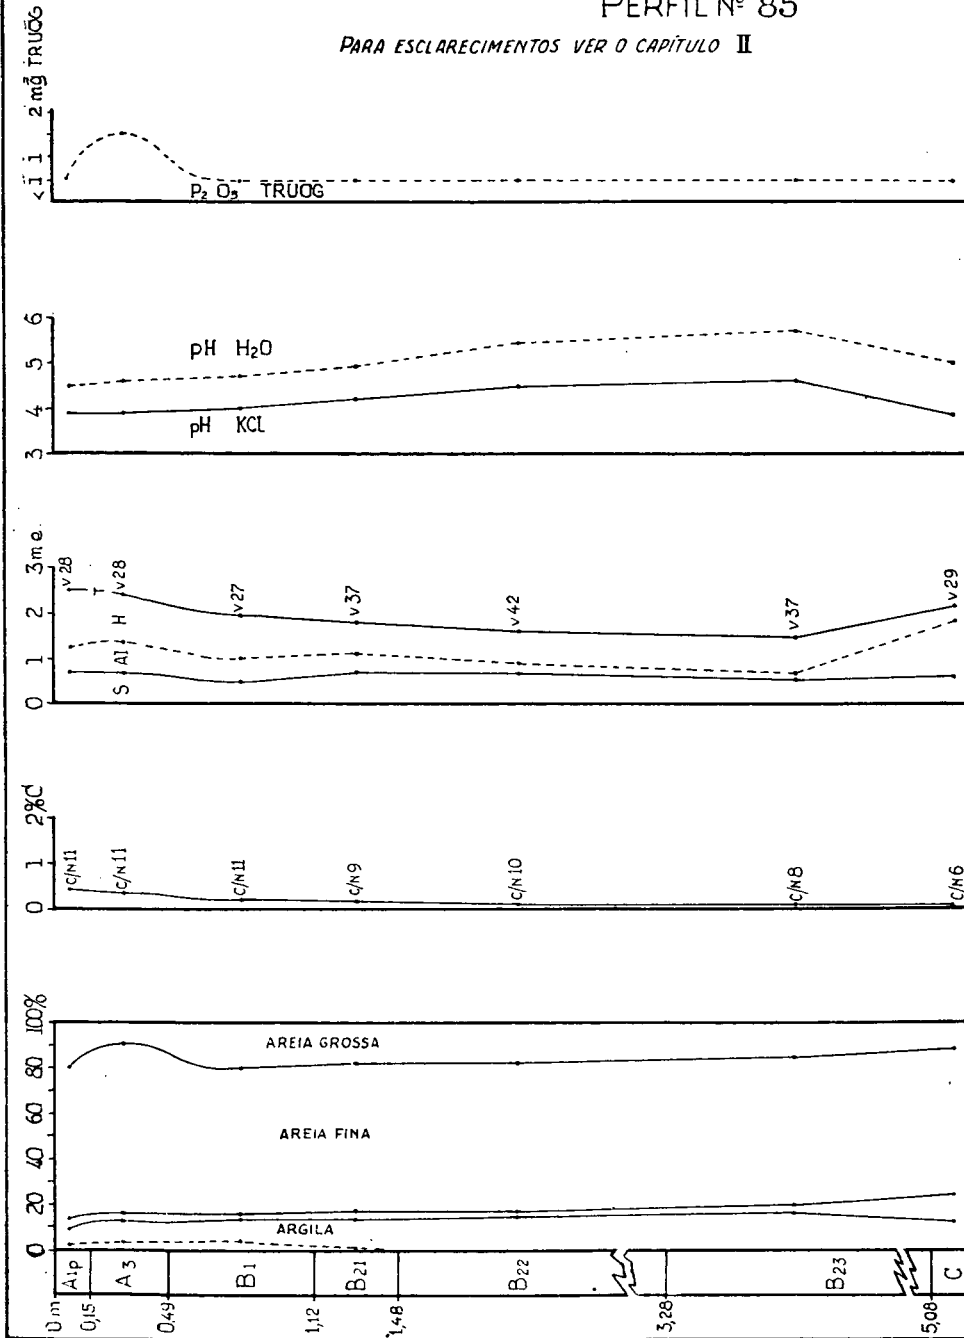 PERFIL Nº 85
PARA ESCLARECIMENTOS VER O CAPÍTULO II
<1 1 2 mg TRUOG
P2 O5 TRUOG
6
5
4
3
pH H2O
pH KCL
3 m e.
2
1
0
V28
V28
V27
V37
V42
V37
V29
T
H
Al
S
2%C
1
0
C/N11
C/N11
C/N11
C/N9
C/N10
C/N8
C/N6
100%
80
60
40
20
0
AREIA GROSSA
AREIA FINA
ARGILA
A1p
A3
B1
B21
B22
B23
C
0 m
0,15
0,49
1,12
1,48
3,28
5,08